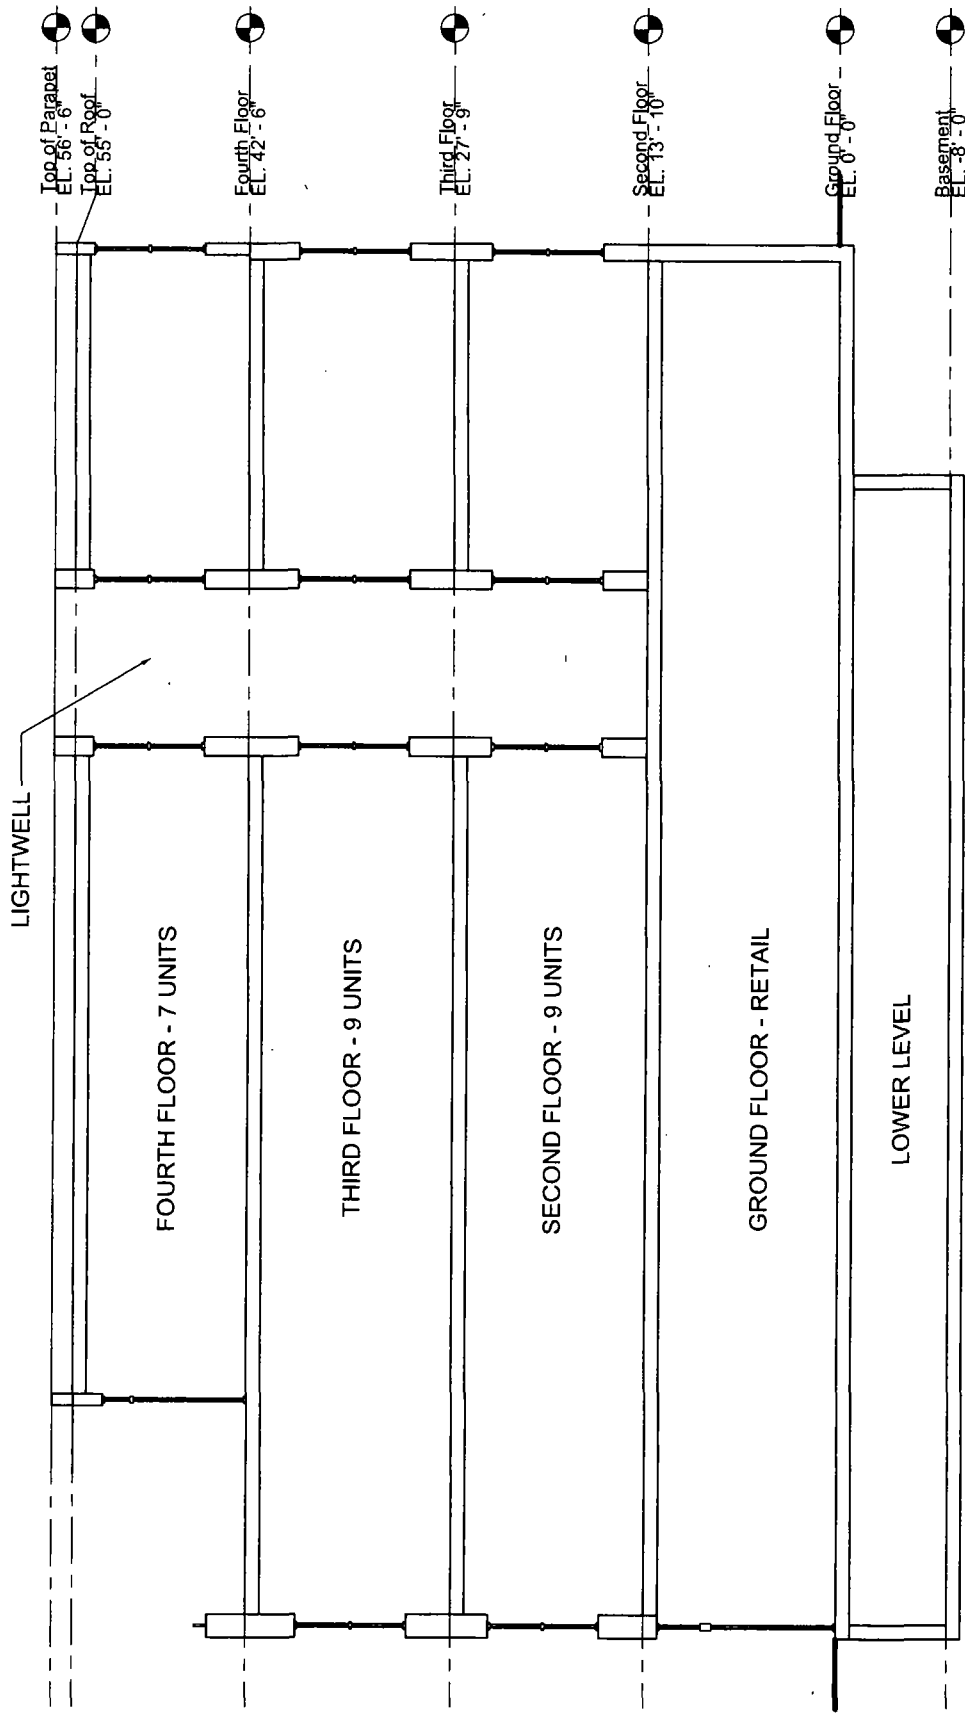 LIGHTWELL
Top of Parapet
EL. 56' - 6"
Top of Roof
EL. 55' - 0"
Fourth Floor
EL. 42' - 6"
Third Floor
EL. 27' - 9"
Second Floor
EL. 13' - 10"
Ground Floor
EL. 0' - 0"
Basement
EL. -8' - 0"
FOURTH FLOOR - 7 UNITS
THIRD FLOOR - 9 UNITS
SECOND FLOOR - 9 UNITS
GROUND FLOOR - RETAIL
LOWER LEVEL